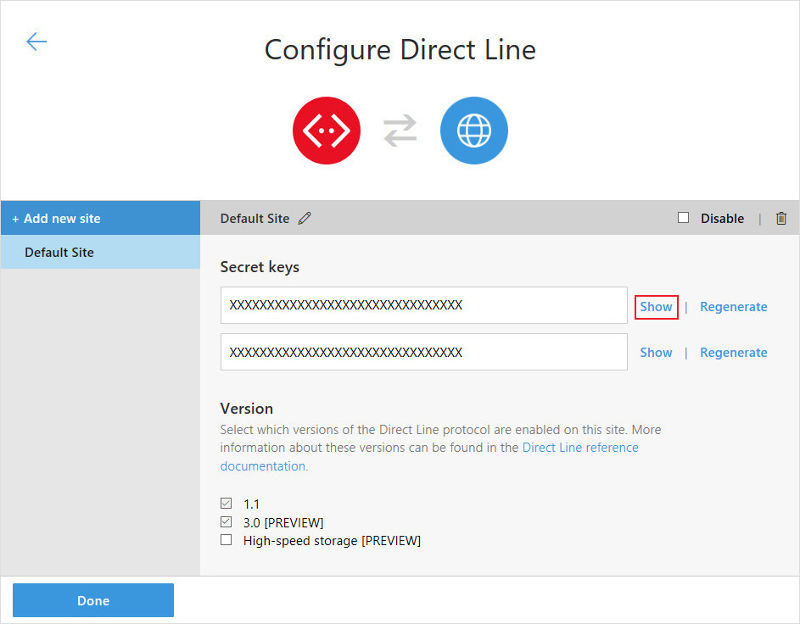 Configure Direct Line
+ Add new site
Default Site
Default Site
Disable |
Secret keys
XXXXXXXXXXXXXXXXXXXXXXXXXXXXXXX
Show | Regenerate
XXXXXXXXXXXXXXXXXXXXXXXXXXXXXXX
Show | Regenerate
Version
Select which versions of the Direct Line protocol are enabled on this site. More
information about these versions can be found in the Direct Line reference
documentation.
1.1
3.0 [PREVIEW]
High-speed storage [PREVIEW]
Done